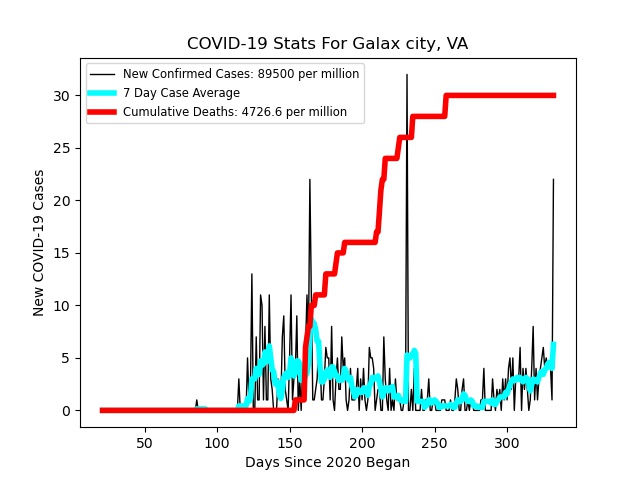 COVID-19 Stats For Galax city, VA
New Confirmed Cases: 89500 per million
7 Day Case Average
Cumulative Deaths: 4726.6 per million
New COVID-19 Cases
30
25
20
15
10
5
0
50 100 150 200 250 300
Days Since 2020 Began